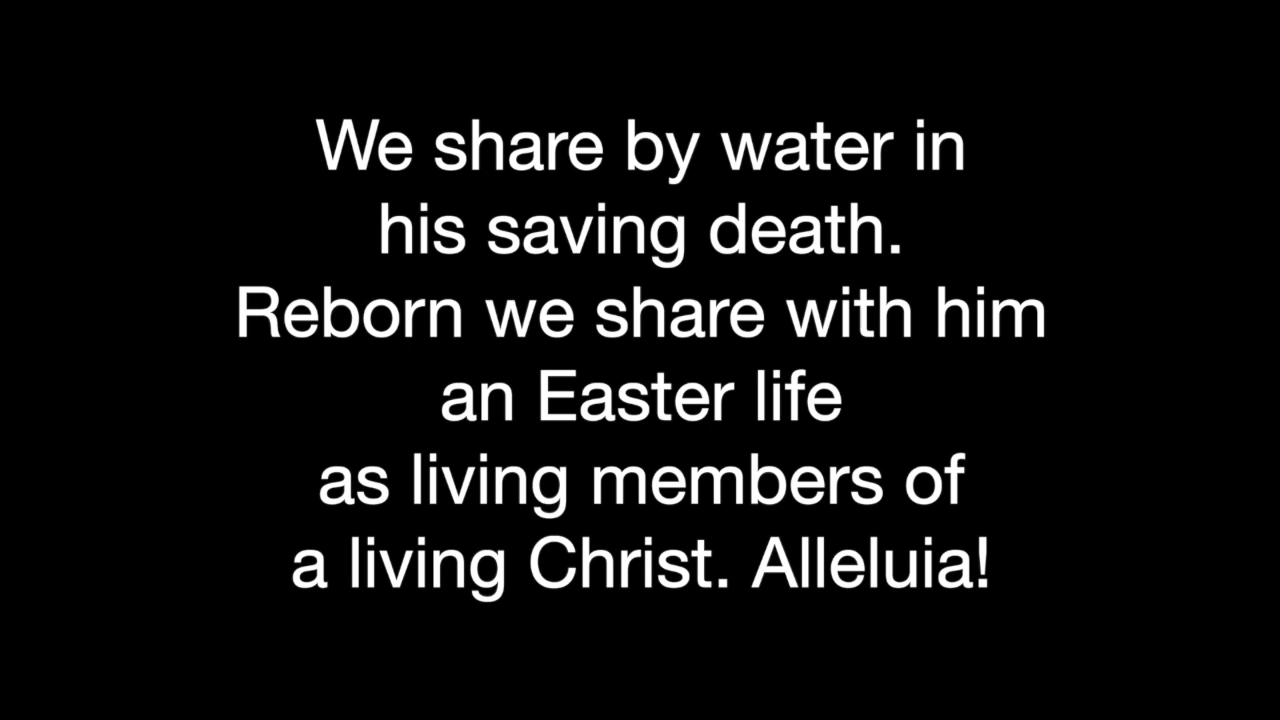 We share by water in
his saving death.
Reborn we share with him
an Easter life
as living members of
a living Christ. Alleluia!